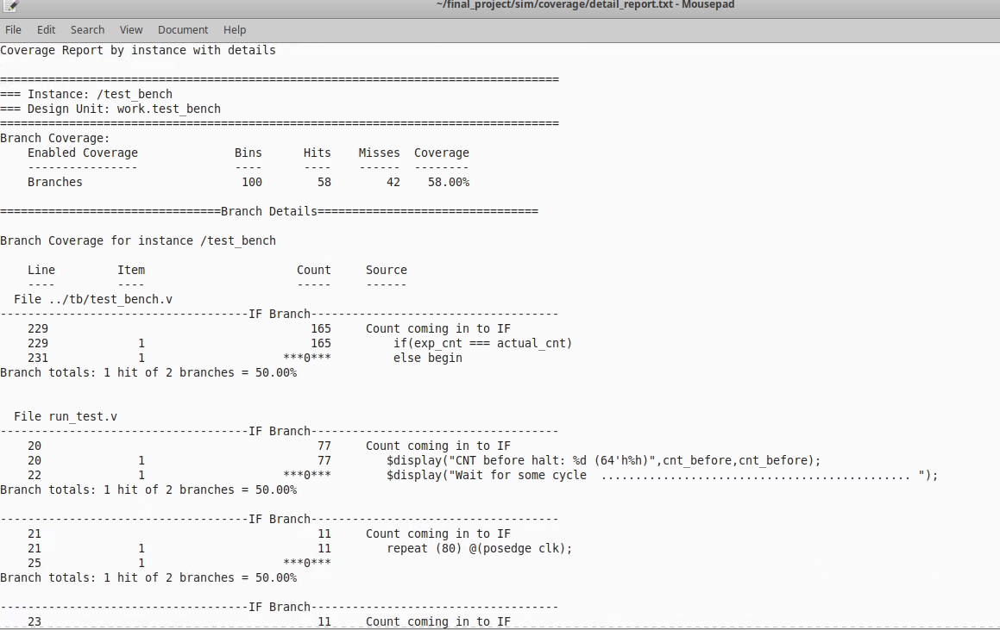 ~/final_project/sim/coverage/detail_report.txt - Mousepad
File Edit Search View Document Help
Coverage Report by instance with details
=================================================================================
=== Instance: /test_bench
=== Design Unit: work.test_bench
=================================================================================
Branch Coverage:
    Enabled Coverage              Bins      Hits    Misses  Coverage
    ----------------              ----      ----    ------  --------
    Branches                       100        58        42    58.00%
================================Branch Details================================
Branch Coverage for instance /test_bench
    Line         Item                      Count     Source
    ----         ----                      -----     ------
  File ../tb/test_bench.v
------------------------------------IF Branch------------------------------------
    229                                      165     Count coming in to IF
    229             1                        165         if(exp_cnt === actual_cnt)
    231             1                    ***0***         else begin
Branch totals: 1 hit of 2 branches = 50.00%
  File run_test.v
------------------------------------IF Branch------------------------------------
    20                                        77     Count coming in to IF
    20              1                         77        $display("CNT before halt: %d (64'h%h)",cnt_before,cnt_before);
    22              1                    ***0***        $display("Wait for some cycle  ............................................. ");
Branch totals: 1 hit of 2 branches = 50.00%
------------------------------------IF Branch------------------------------------
    21                                        11     Count coming in to IF
    21              1                         11        repeat (80) @(posedge clk);
    25              1                    ***0***
Branch totals: 1 hit of 2 branches = 50.00%
------------------------------------IF Branch------------------------------------
    23                                        11     Count coming in to IF